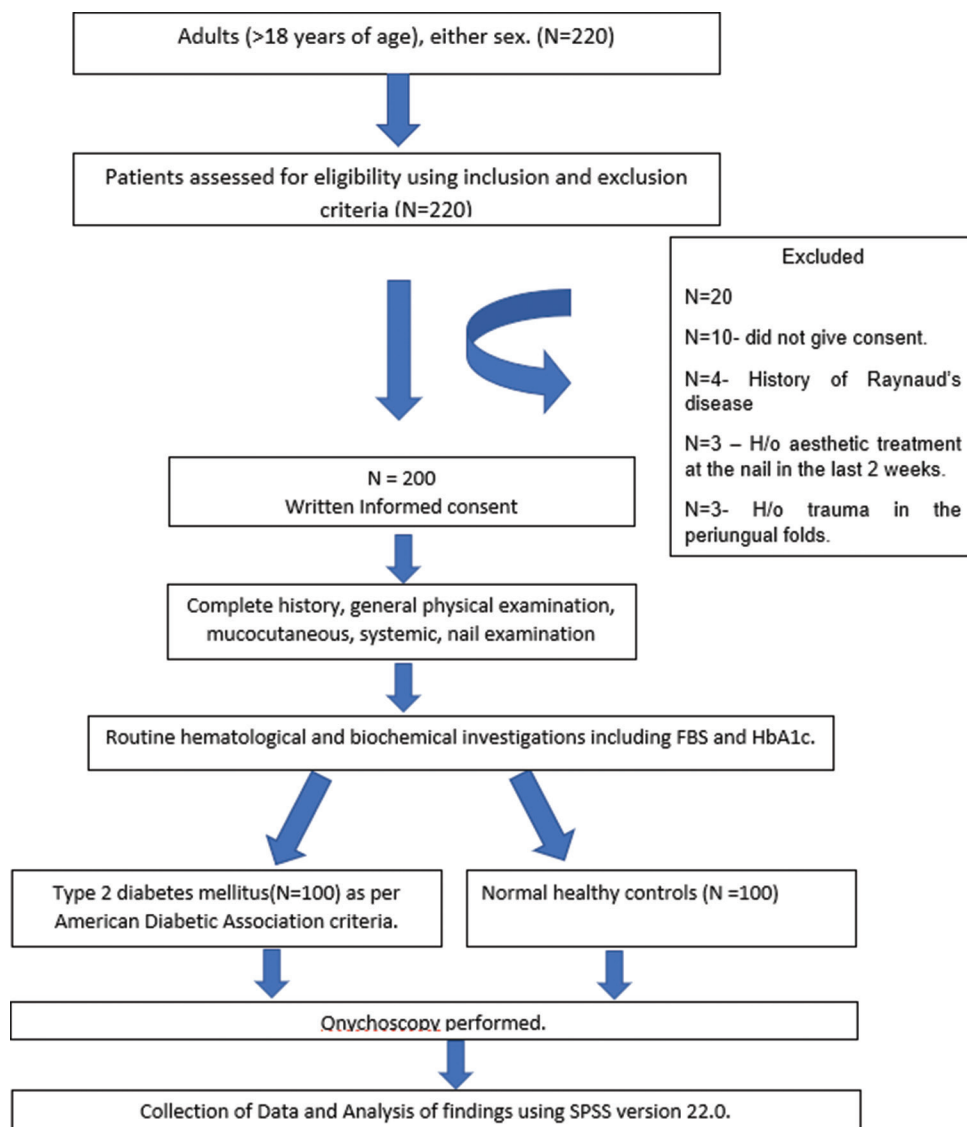 Adults (>18 years of age), either sex. (N=220)
Patients assessed for eligibility using inclusion and exclusion
criteria (N=220)
Excluded
N=20
N=10- did not give consent.
N=4- History of Raynaud's
disease
N=3 – H/o aesthetic treatment
at the nail in the last 2 weeks.
N=3- H/o trauma in the
periungual folds.
N = 200
Written Informed consent
Complete history, general physical examination,
mucocutaneous, systemic, nail examination
Routine hematological and biochemical investigations including FBS and HbA1c.
Type 2 diabetes mellitus(N=100) as per
American Diabetic Association criteria.
Normal healthy controls (N =100)
Onychoscopy performed.
Collection of Data and Analysis of findings using SPSS version 22.0.